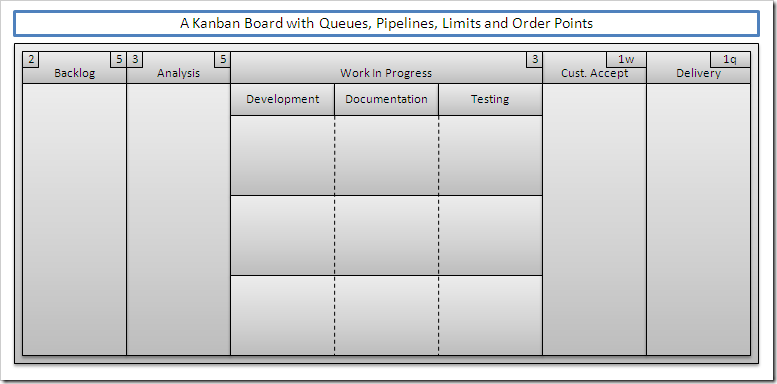 A Kanban Board with Queues, Pipelines, Limits and Order Points
2 5 3 5 3 1w 1q
Backlog Analysis Work In Progress Cust. Accept Delivery
Development Documentation Testing